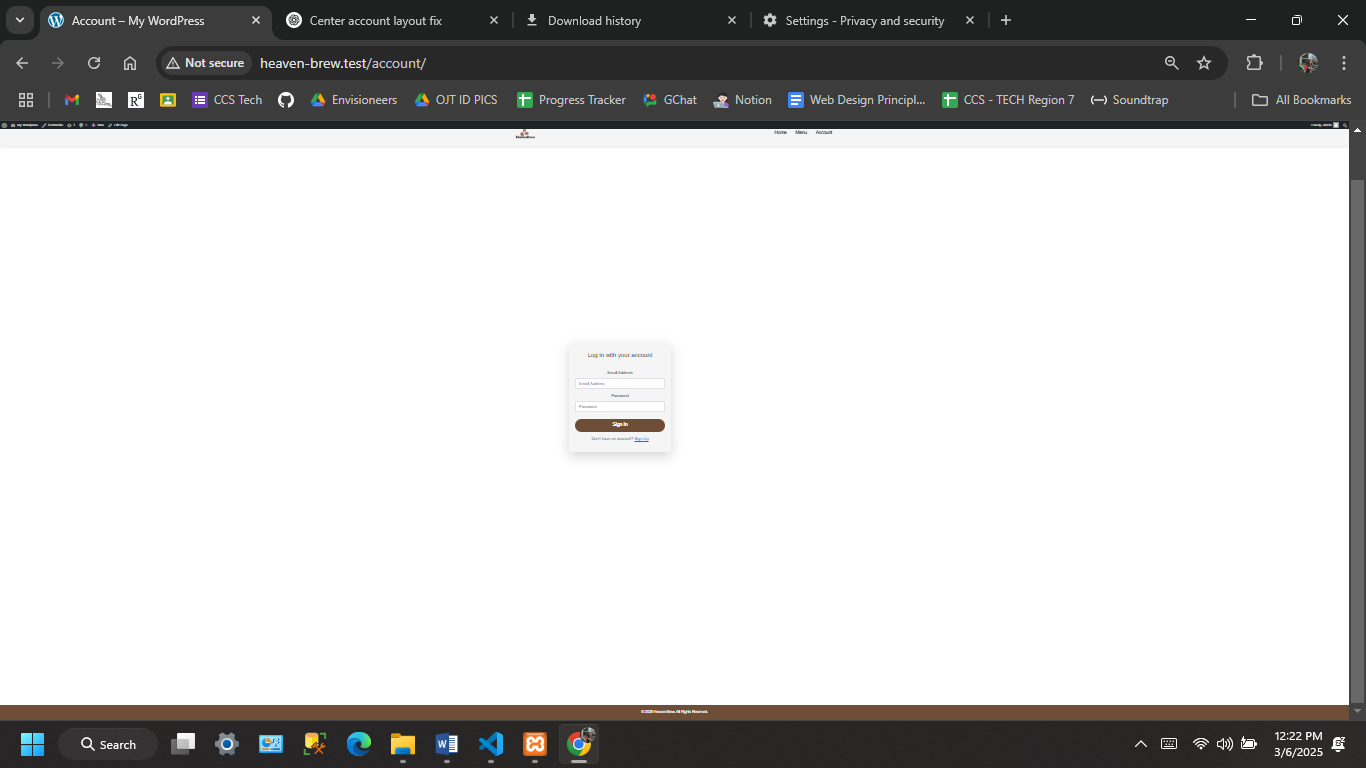 Account – My WordPress
Center account layout fix
Download history
Settings - Privacy and security
Not secure
heaven-brew.test/account/
CCS Tech
Envisioneers
OJT ID PICS
Progress Tracker
GChat
Notion
Web Design Principl...
CCS - TECH Region 7
Soundtrap
All Bookmarks
Home Menu Account
Log in with your account
Email Address
Email Address
Password
Password
Sign In
Don't have an account? Sign Up
All Rights Reserved.
Search
12:22 PM
3/6/2025